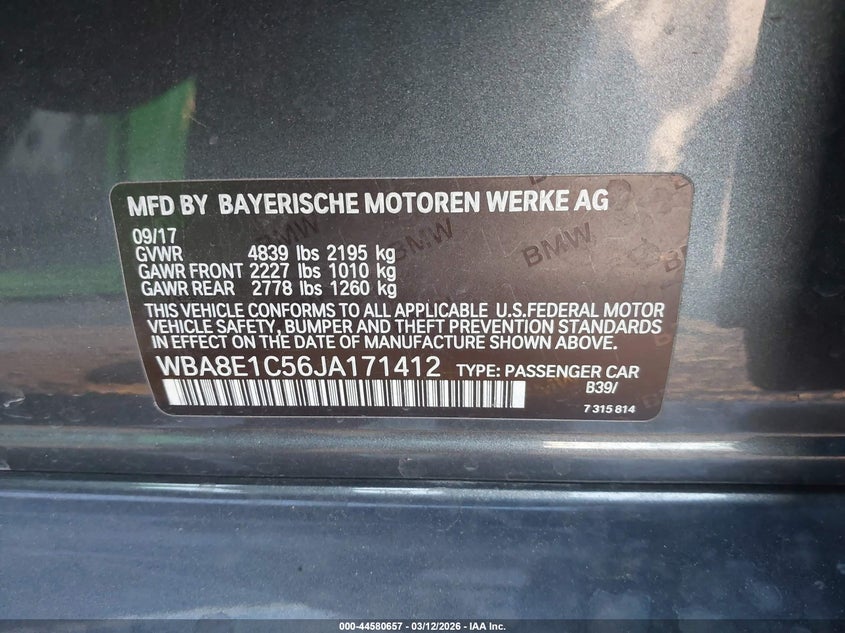 MFD BY BAYERISCHE MOTOREN WERKE AG
09/17
GVWR 4839 lbs 2195 kg
GAWR FRONT 2227 lbs 1010 kg
GAWR REAR 2778 lbs 1260 kg
THIS VEHICLE CONFORMS TO ALL APPLICABLE U.S.FEDERAL MOTOR
VEHICLE SAFETY, BUMPER AND THEFT PREVENTION STANDARDS
IN EFFECT ON THE DATE OF MANUFACTURE SHOWN ABOVE.
WBA8E1C56JA171412 TYPE: PASSENGER CAR
B39/
7 315 814
BMW
BMW
BMW
000-44580657 - 03/12/2026 - IAA Inc.